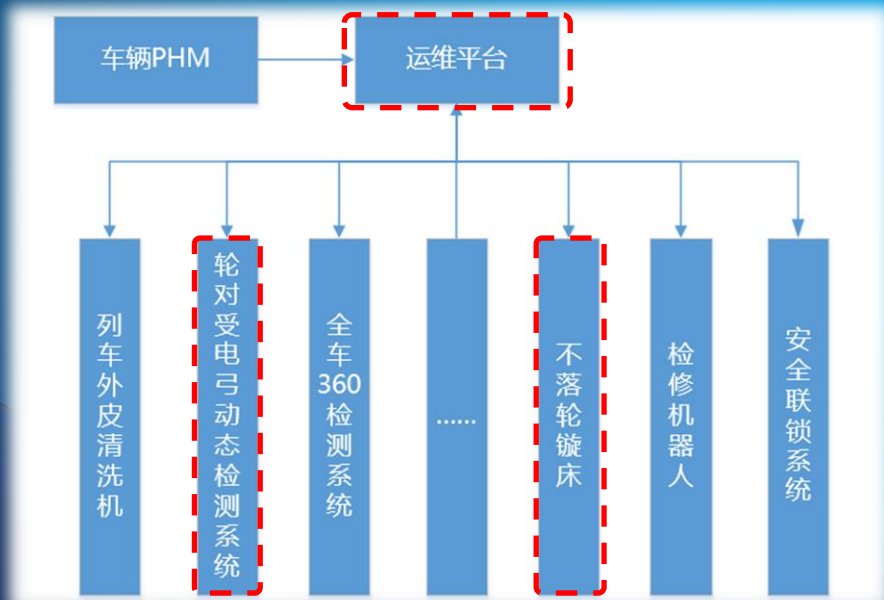 车辆PHM
运维平台
列车外皮清洗机
轮对受电弓动态检测系统
全车360检测系统
......
不落轮镟床
检修机器人
安全联锁系统